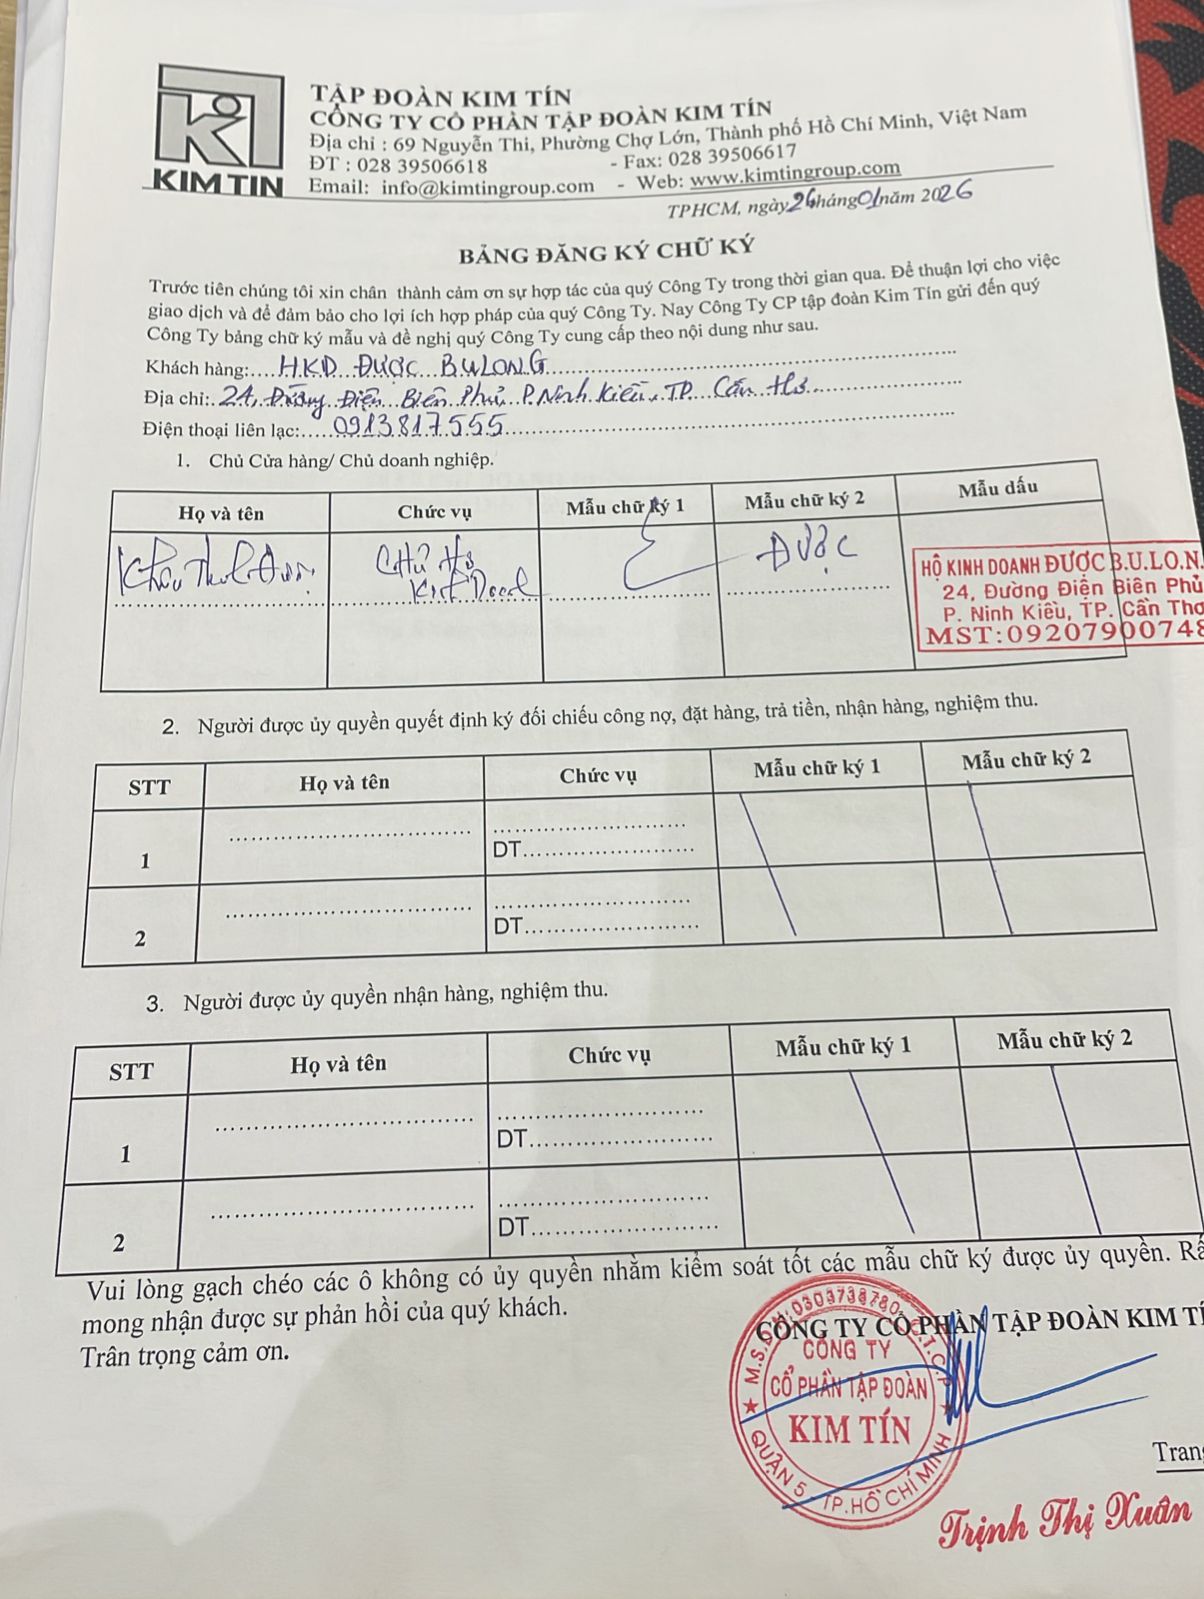 KIM TIN
TẬP ĐOÀN KIM TÍN
CÔNG TY CỔ PHẦN TẬP ĐOÀN KIM TÍN
Địa chỉ : 69 Nguyễn Thi, Phường Chợ Lớn, Thành phố Hồ Chí Minh, Việt Nam
ĐT : 028 39506618 - Fax: 028 39506617
Email: info@kimtingroup.com - Web: www.kimtingroup.com
TPHCM, ngày 26 tháng 01 năm 2026
BẢNG ĐĂNG KÝ CHỮ KÝ
Trước tiên chúng tôi xin chân thành cảm ơn sự hợp tác của quý Công Ty trong thời gian qua. Để thuận lợi cho việc
giao dịch và để đảm bảo cho lợi ích hợp pháp của quý Công Ty. Nay Công Ty CP tập đoàn Kim Tín gửi đến quý
Công Ty bảng chữ ký mẫu và đề nghị quý Công Ty cung cấp theo nội dung như sau.
Khách hàng:.... HKD ĐƯỢC BULONG
Địa chỉ:.. 24, Đường Điện Biên Phủ P. Ninh Kiều, TP. Cần Thơ
Điện thoại liên lạc:..... 0913817555
1. Chủ Cửa hàng/ Chủ doanh nghiệp.
Họ và tên Chức vụ Mẫu chữ ký 1 Mẫu chữ ký 2 Mẫu dấu
Chủ Hộ ĐƯỢC
Kinh Doanh
HỘ KINH DOANH ĐƯỢC B.U.L.O.N.
24, Đường Điện Biên Phủ
P. Ninh Kiều, TP. Cần Thơ
MST:09207900748
2. Người được ủy quyền quyết định ký đối chiếu công nợ, đặt hàng, trả tiền, nhận hàng, nghiệm thu.
STT Họ và tên Chức vụ Mẫu chữ ký 1 Mẫu chữ ký 2
1 DT
2 DT
3. Người được ủy quyền nhận hàng, nghiệm thu.
STT Họ và tên Chức vụ Mẫu chữ ký 1 Mẫu chữ ký 2
1 DT
2 DT
Vui lòng gạch chéo các ô không có ủy quyền nhằm kiểm soát tốt các mẫu chữ ký được ủy quyền. Rấ
mong nhận được sự phản hồi của quý khách.
Trân trọng cảm ơn.
CÔNG TY CỔ PHẦN TẬP ĐOÀN KIM TÍ
M.S.D.N:0303738780 C.T.C.P
CÔNG TY
CỔ PHẦN TẬP ĐOÀN
KIM TÍN
QUẬN 5 - TP.HỒ CHÍ MINH
Trang
Trịnh Thị Xuân